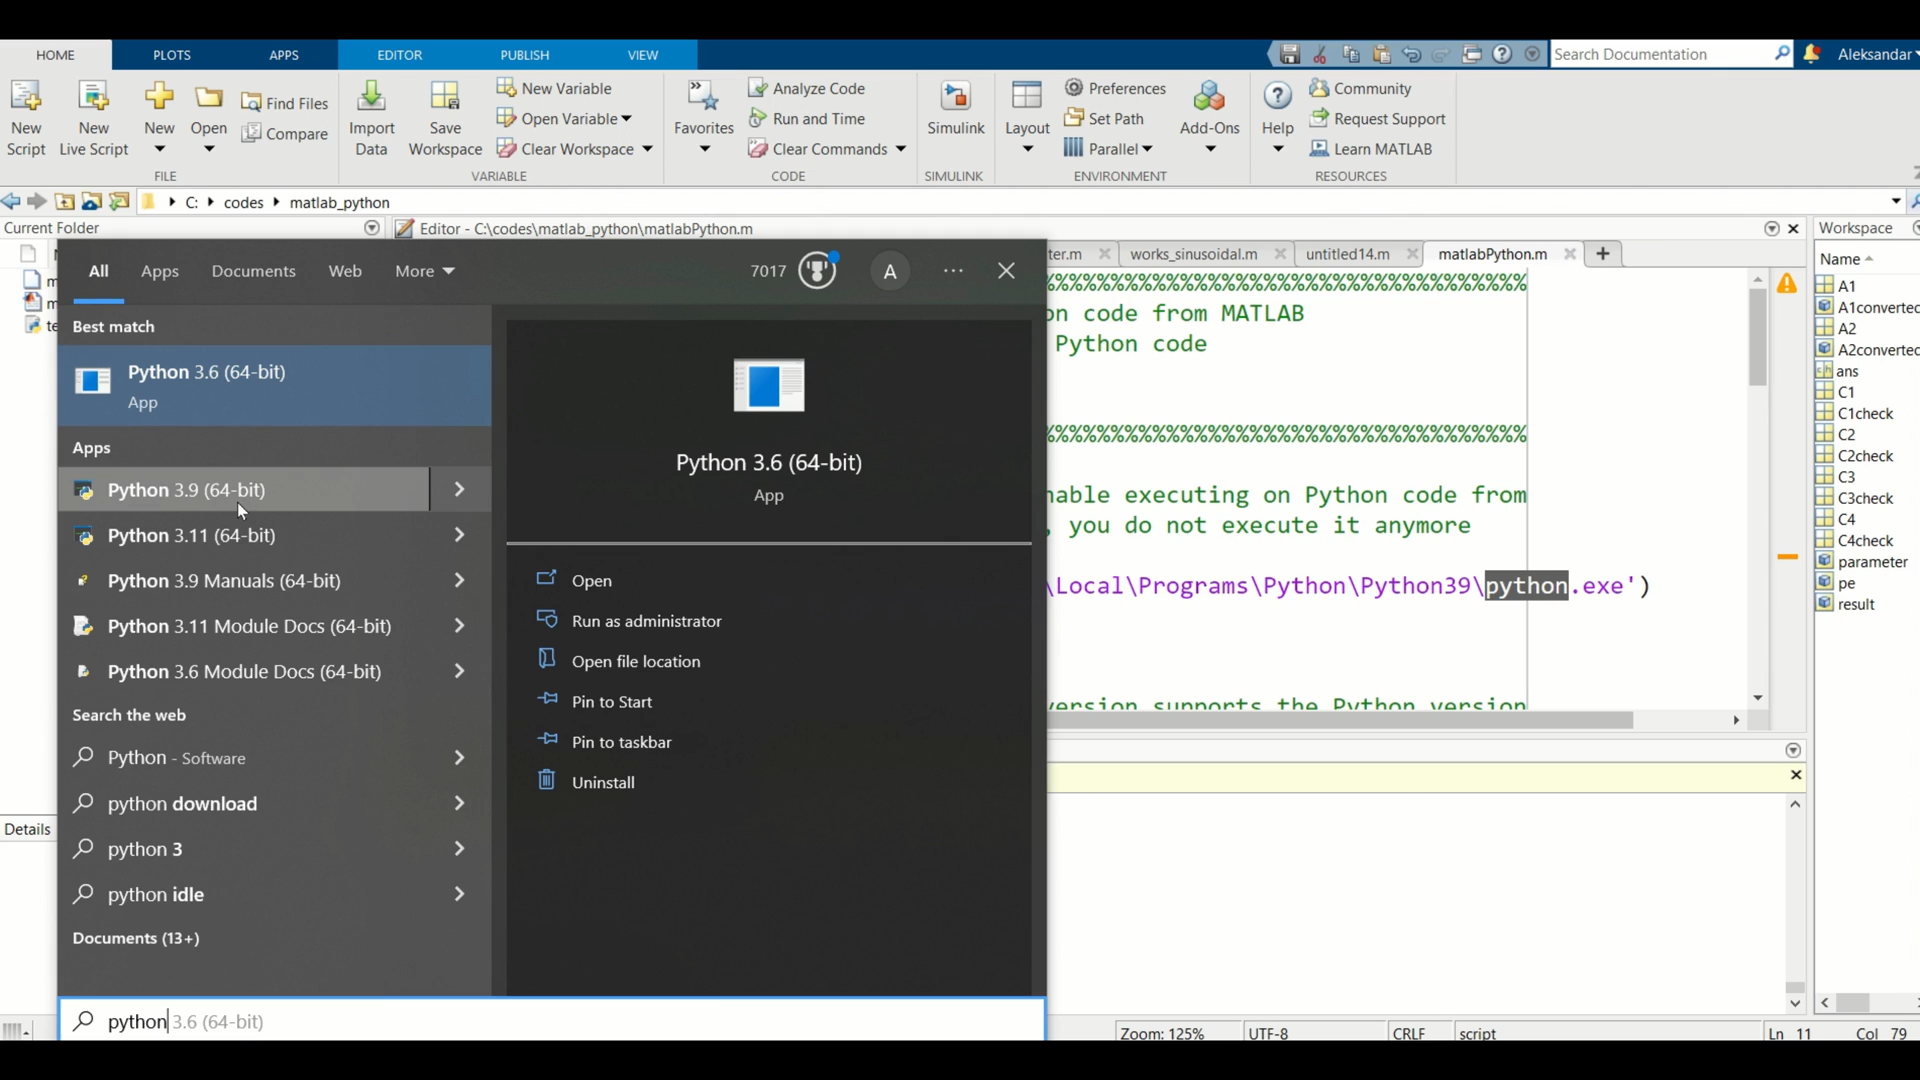 HOME PLOTS APPS EDITOR PUBLISH VIEW
Search Documentation
Aleksandar
New Script
New Live Script
New
Open
Find Files
Compare
FILE
Import Data
Save Workspace
New Variable
Open Variable
Clear Workspace
VARIABLE
Favorites
Analyze Code
Run and Time
Clear Commands
CODE
Simulink
SIMULINK
Layout
Preferences
Set Path
Parallel
Add-Ons
ENVIRONMENT
Help
Community
Request Support
Learn MATLAB
RESOURCES
C: codes matlab_python
Current Folder
Editor - C:\codes\matlab_python\matlabPython.m
Workspace
All Apps Documents Web More 7017 A
Best match
Python 3.6 (64-bit)
App
Apps
Python 3.9 (64-bit)
Python 3.11 (64-bit)
Python 3.9 Manuals (64-bit)
Python 3.11 Module Docs (64-bit)
Python 3.6 Module Docs (64-bit)
Search the web
Python - Software
python download
python 3
python idle
Documents (13+)
python 3.6 (64-bit)
Python 3.6 (64-bit)
App
Open
Run as administrator
Open file location
Pin to Start
Pin to taskbar
Uninstall
ter.m works_sinusoidal.m untitled14.m matlabPython.m
on code from MATLAB
Python code
nable executing on Python code from
, you do not execute it anymore
\Local\Programs\Python\Python39\python.exe')
version supports the Python version
Name
A1
A1converted
A2
A2converted
ans
C1
C1check
C2
C2check
C3
C3check
C4
C4check
parameter
pe
result
Details
Zoom: 125% UTF-8 CRLF script Ln 11 Col 79